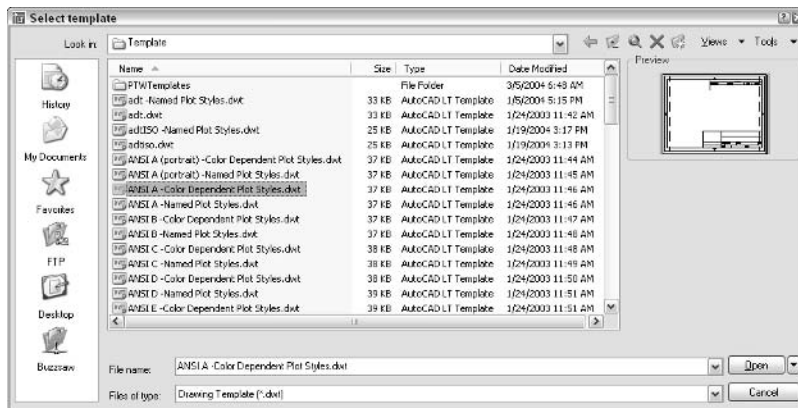 Select template
Look in: Template Views Tools
Preview
Name Size Type Date Modified
PTWTemplates File Folder 3/5/2004 6:48 AM
adt -Named Plot Styles.dwt 33 KB AutoCAD LT Template 1/5/2004 5:15 PM
adt.dwt 33 KB AutoCAD LT Template 1/24/2003 11:42 AM
adtISO -Named Plot Styles.dwt 25 KB AutoCAD LT Template 1/19/2004 3:17 PM
adtiso.dwt 25 KB AutoCAD LT Template 1/19/2004 3:13 PM
ANSI A (portrait) -Color Dependent Plot Styles.dwt 37 KB AutoCAD LT Template 1/24/2003 11:44 AM
ANSI A (portrait) -Named Plot Styles.dwt 37 KB AutoCAD LT Template 1/24/2003 11:45 AM
ANSI A -Color Dependent Plot Styles.dwt 37 KB AutoCAD LT Template 1/24/2003 11:46 AM
ANSI A -Named Plot Styles.dwt 37 KB AutoCAD LT Template 1/24/2003 11:46 AM
ANSI B -Color Dependent Plot Styles.dwt 37 KB AutoCAD LT Template 1/24/2003 11:47 AM
ANSI B -Named Plot Styles.dwt 37 KB AutoCAD LT Template 1/24/2003 11:48 AM
ANSI C -Color Dependent Plot Styles.dwt 38 KB AutoCAD LT Template 1/24/2003 11:48 AM
ANSI C -Named Plot Styles.dwt 38 KB AutoCAD LT Template 1/24/2003 11:49 AM
ANSI D -Color Dependent Plot Styles.dwt 38 KB AutoCAD LT Template 1/24/2003 11:50 AM
ANSI D -Named Plot Styles.dwt 39 KB AutoCAD LT Template 1/24/2003 11:51 AM
ANSI E -Color Dependent Plot Styles.dwt 39 KB AutoCAD LT Template 1/24/2003 11:51 AM
History
My Documents
Favorites
FTP
Desktop
Buzzsaw
File name: ANSI A -Color Dependent Plot Styles.dwt Open
Files of type: Drawing Template (*.dwt) Cancel